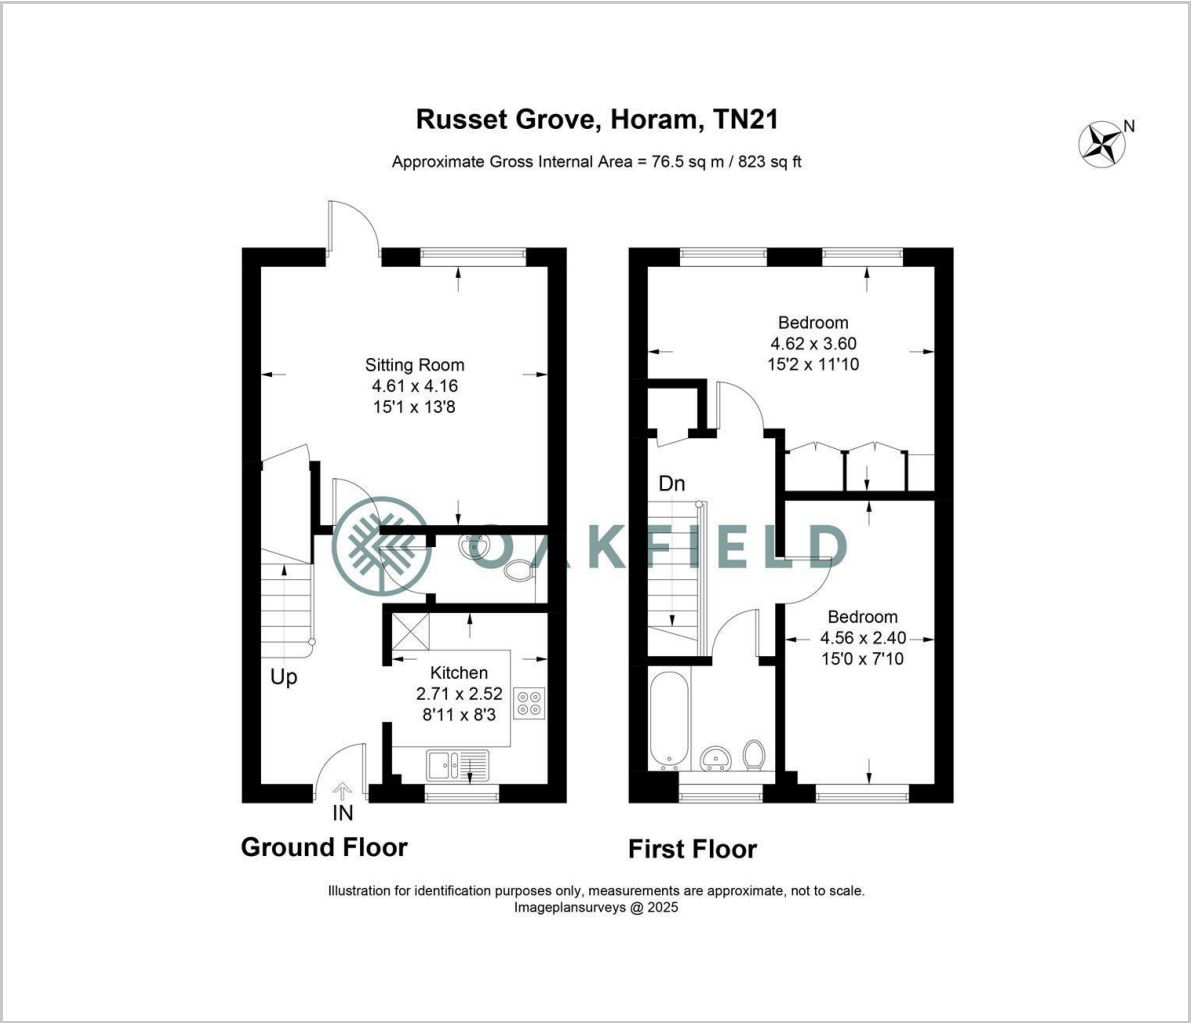 Russet Grove, Horam, TN21
N
Approximate Gross Internal Area = 76.5 sq m / 823 sq ft
Sitting Room
4.61 x 4.16
15'1 x 13'8
Bedroom
4.62 x 3.60
15'2 x 11'10
Dn
OAKFIELD
Bedroom
4.56 x 2.40
15'0 x 7'10
Up
Kitchen
2.71 x 2.52
8'11 x 8'3
IN
Ground Floor
First Floor
Illustration for identification purposes only, measurements are approximate, not to scale.
Imageplansurveys @ 2025